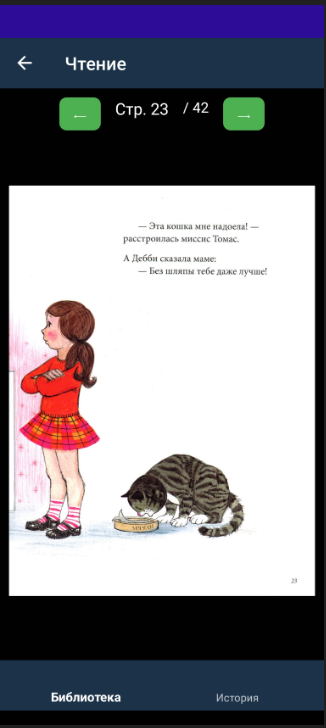 Чтение
← Стр. 23 / 42 →
— Эта кошка мне надоела! —
расстроилась миссис Томас.
А Дебби сказала маме:
— Без шляпы тебе даже лучше!
23
Библиотека История